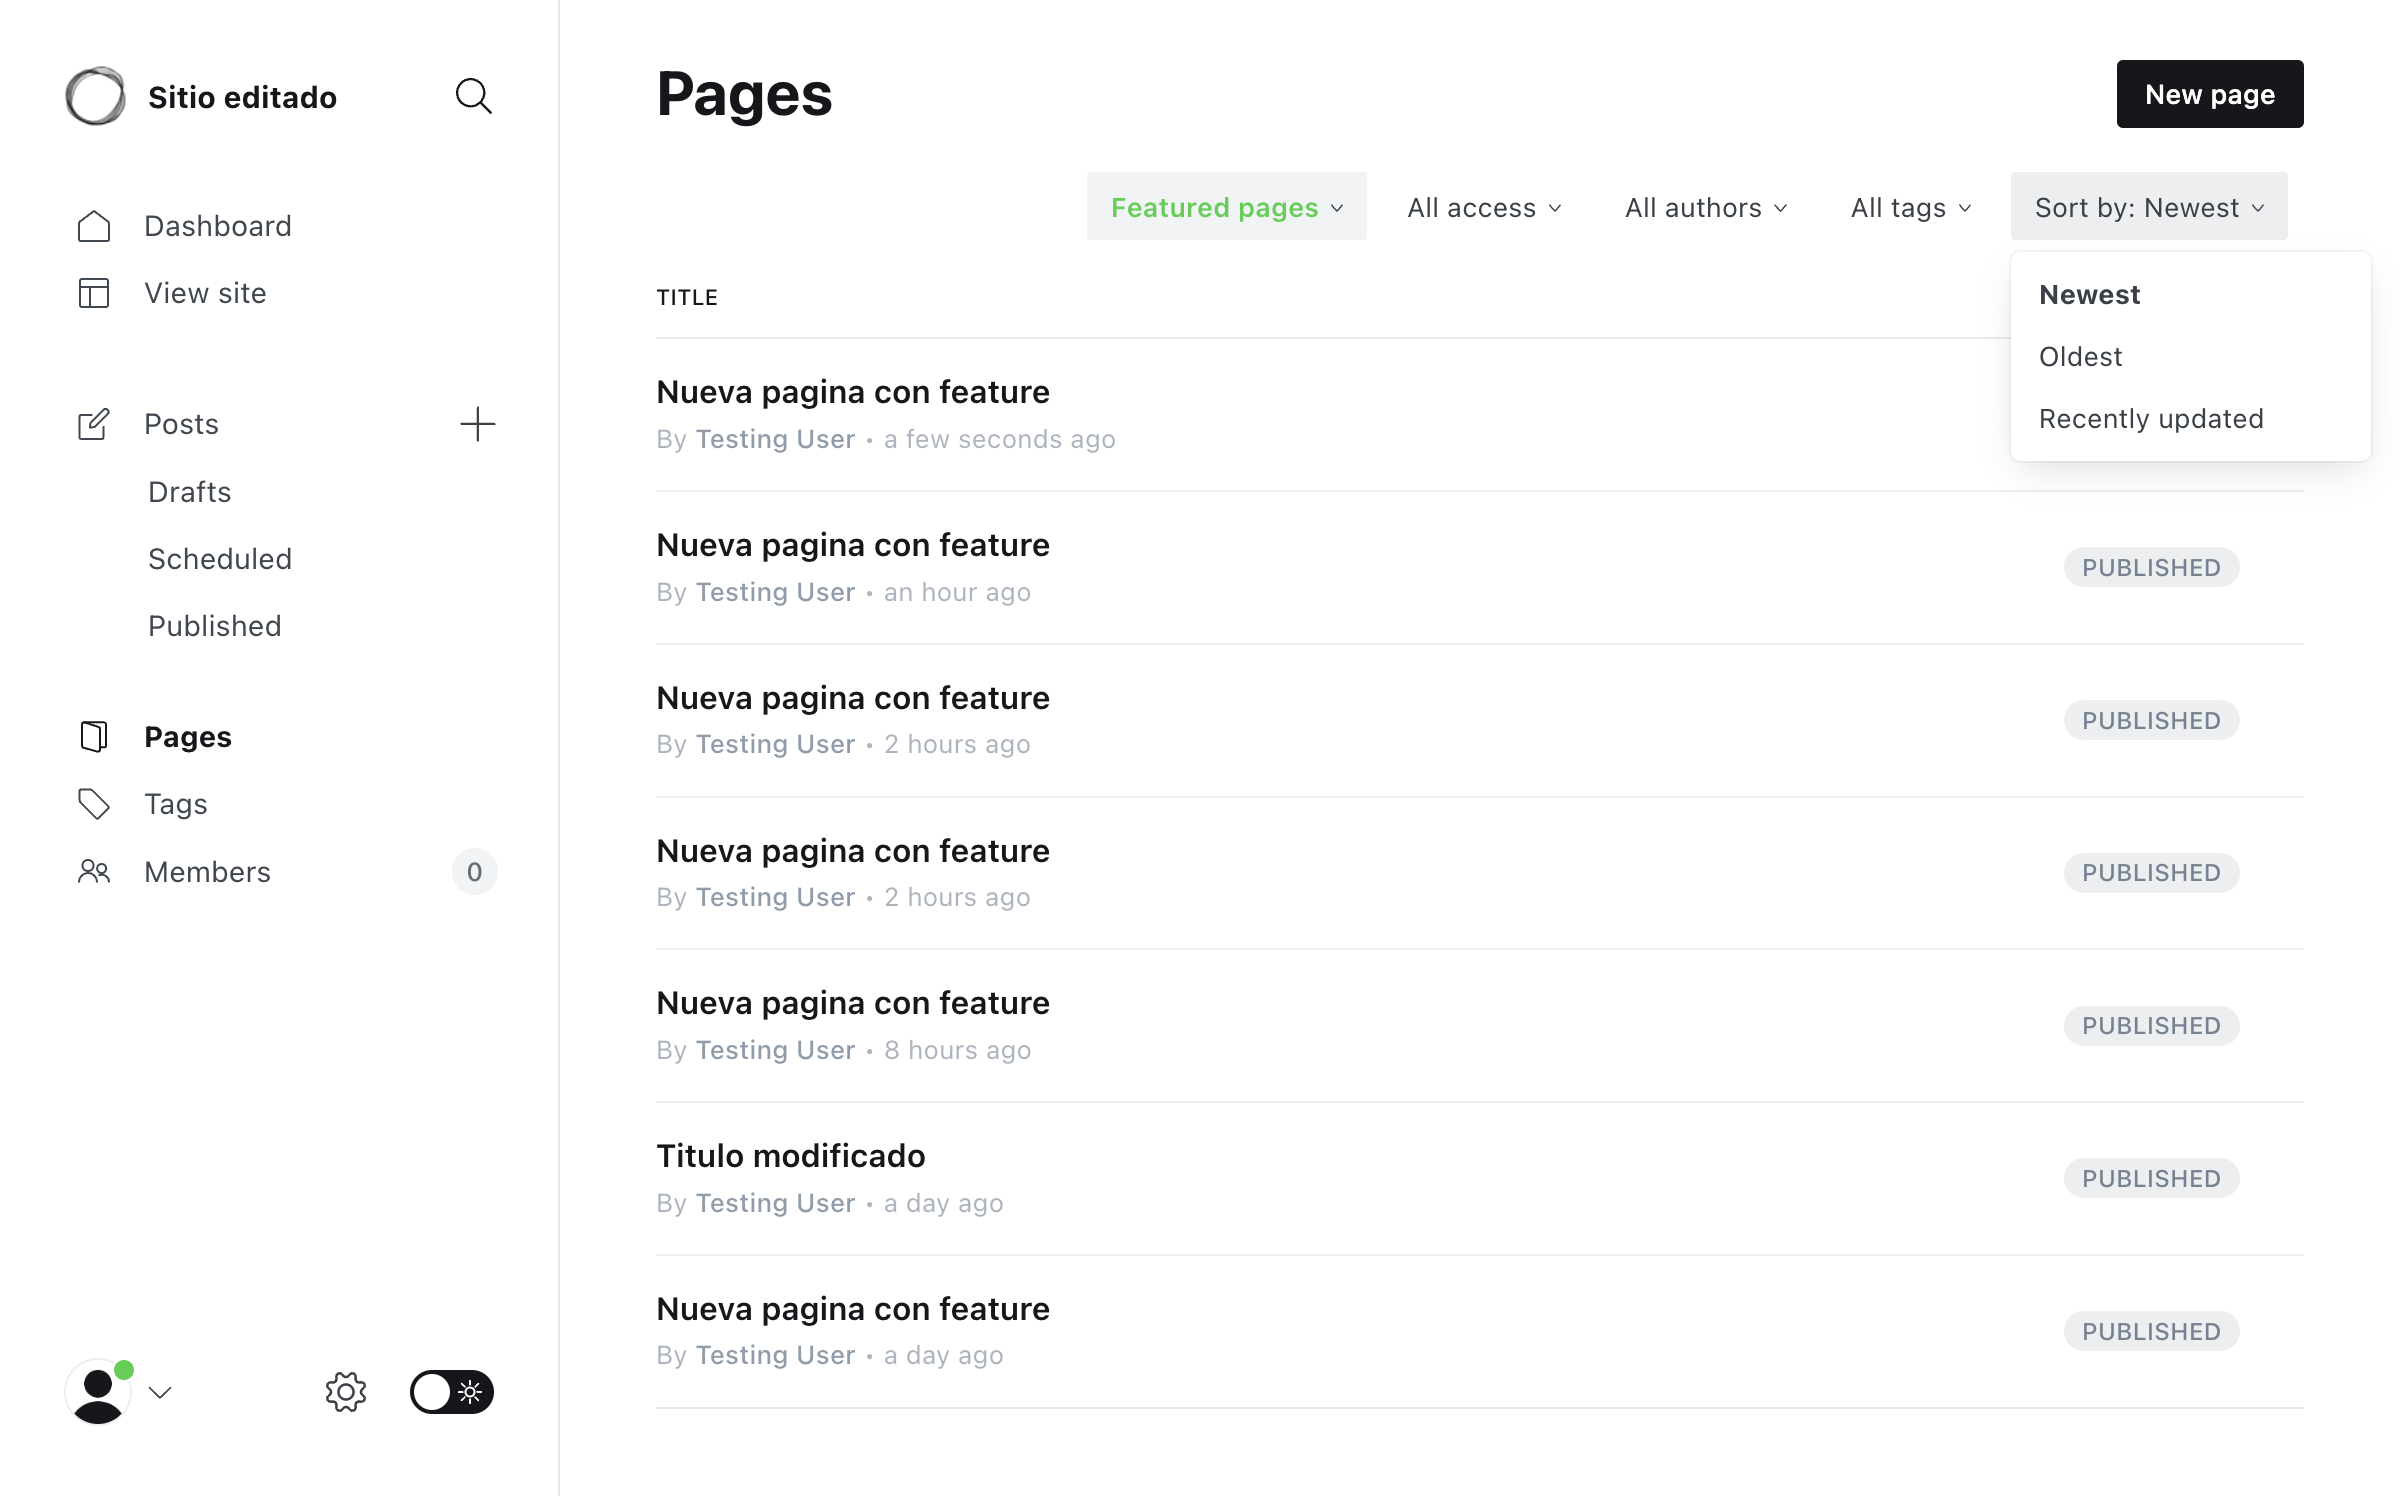 Sitio editado
Dashboard
View site
Posts
Drafts
Scheduled
Published
Pages
Tags
Members 0
Pages
New page
Featured pages All access All authors All tags Sort by: Newest
Newest
Oldest
Recently updated
TITLE
Nueva pagina con feature
By Testing User • a few seconds ago
Nueva pagina con feature
By Testing User • an hour ago
PUBLISHED
Nueva pagina con feature
By Testing User • 2 hours ago
PUBLISHED
Nueva pagina con feature
By Testing User • 2 hours ago
PUBLISHED
Nueva pagina con feature
By Testing User • 8 hours ago
PUBLISHED
Titulo modificado
By Testing User • a day ago
PUBLISHED
Nueva pagina con feature
By Testing User • a day ago
PUBLISHED